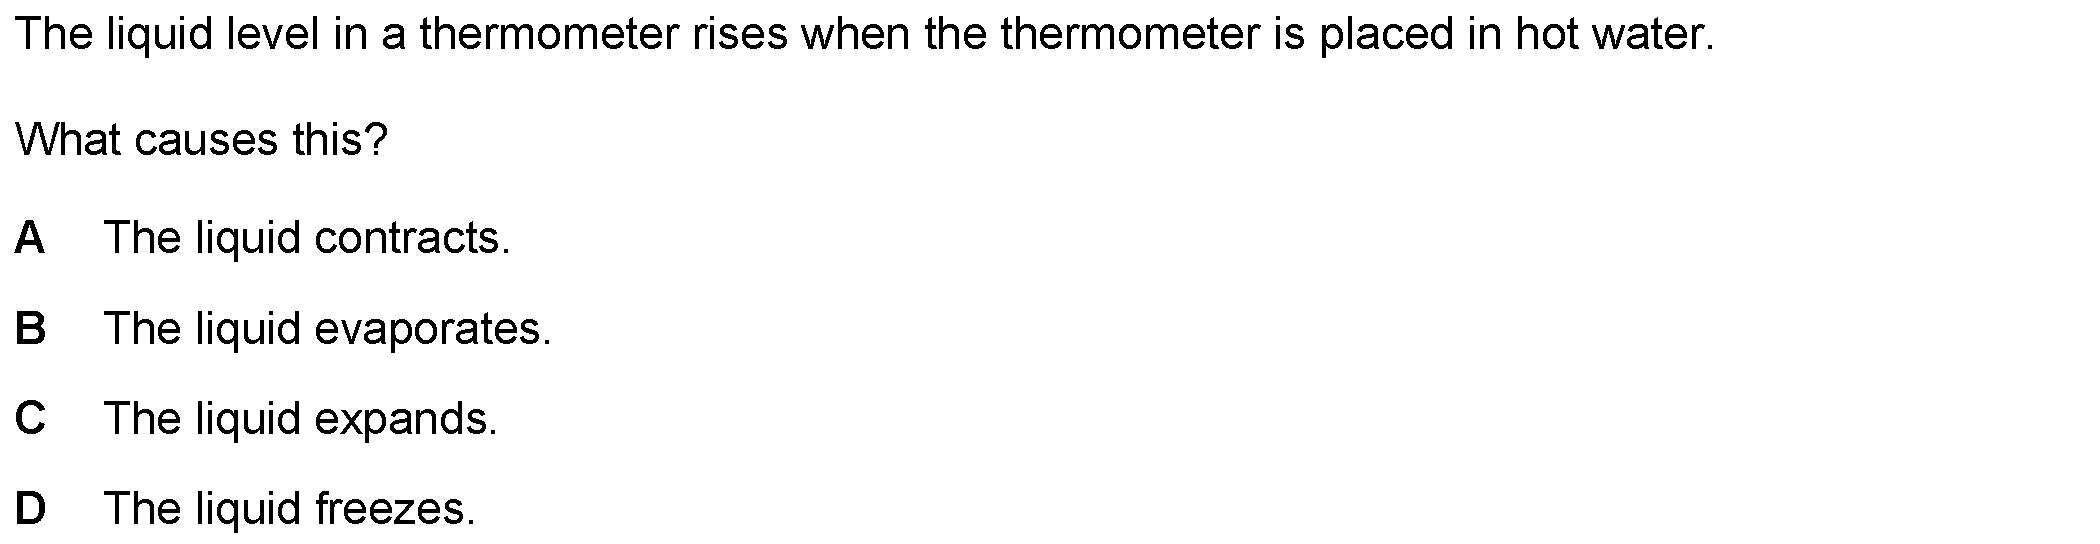 The liquid level in a thermometer rises when the thermometer is placed in hot water.
What causes this?
A The liquid contracts.
B The liquid evaporates.
C The liquid expands.
D The liquid freezes.